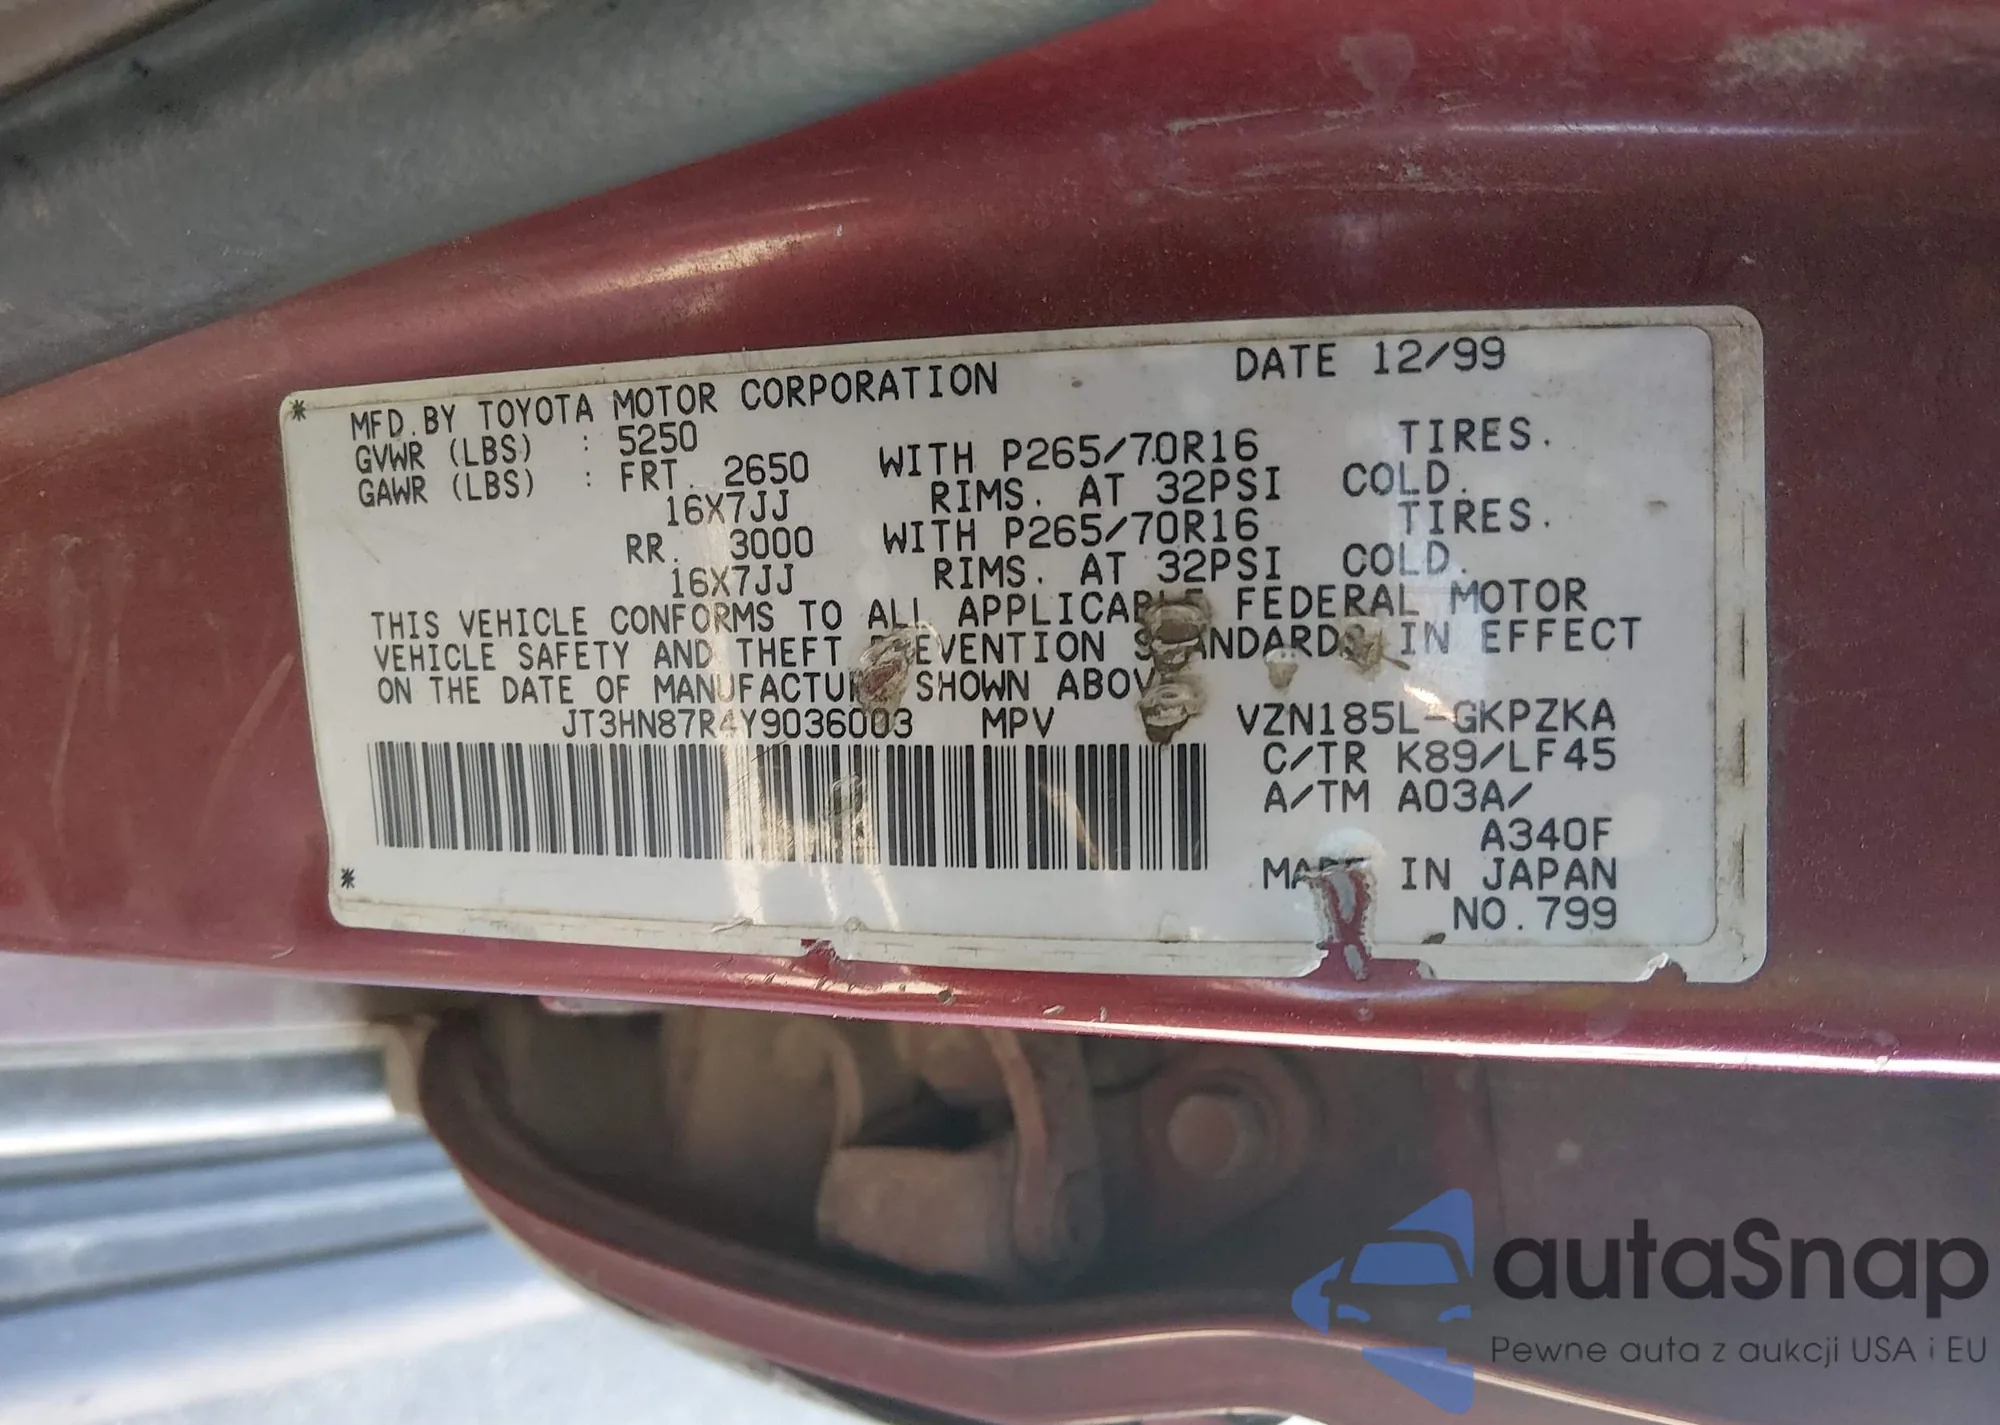 * MFD. BY TOYOTA MOTOR CORPORATION DATE 12/99
GVWR (LBS) : 5250
GAWR (LBS) : FRT. 2650 WITH P265/70R16 TIRES.
16X7JJ RIMS. AT 32PSI COLD.
RR. 3000 WITH P265/70R16 TIRES.
16X7JJ RIMS. AT 32PSI COLD.
THIS VEHICLE CONFORMS TO ALL APPLICABLE FEDERAL MOTOR
VEHICLE SAFETY AND THEFT PREVENTION STANDARDS IN EFFECT
ON THE DATE OF MANUFACTURE SHOWN ABOVE
JT3HN87R4Y9036003 MPV VZN185L-GKPZKA
C/TR K89/LF45
A/TM A03A/
A340F
* MADE IN JAPAN
NO. 799
autaSnap
Pewne auta z aukcji USA i EU